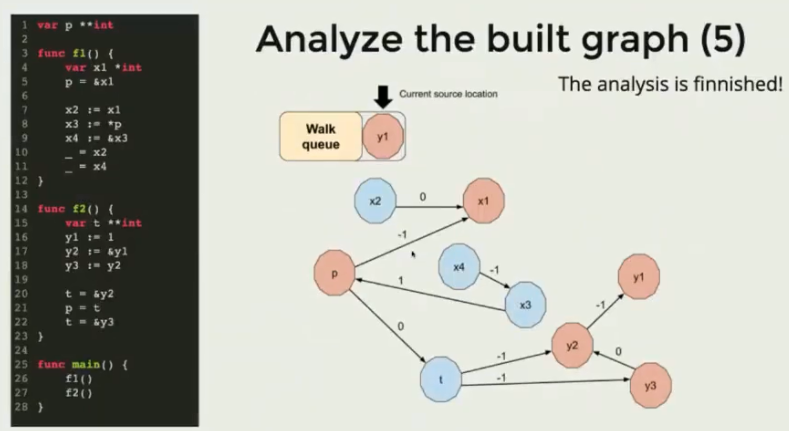 Analyze the built graph (5)
The analysis is finnished!
Current source location
Walk
queue
y1
x2
0
x1
-1
p
x4
-1
x3
1
y1
0
-1
y2
-1
0
t
-1
y3
1 var p **int
2
3 func f1() {
4 var x1 *int
5 p = &x1
6
7 x2 := x1
8 x3 := *p
9 x4 := &x3
10 _ = x2
11 _ = x4
12 }
13
14 func f2() {
15 var t **int
16 y1 := 1
17 y2 := &y1
18 y3 := y2
19
20 t = &y2
21 p = t
22 t = &y3
23 }
24
25 func main() {
26 f1()
27 f2()
28 }